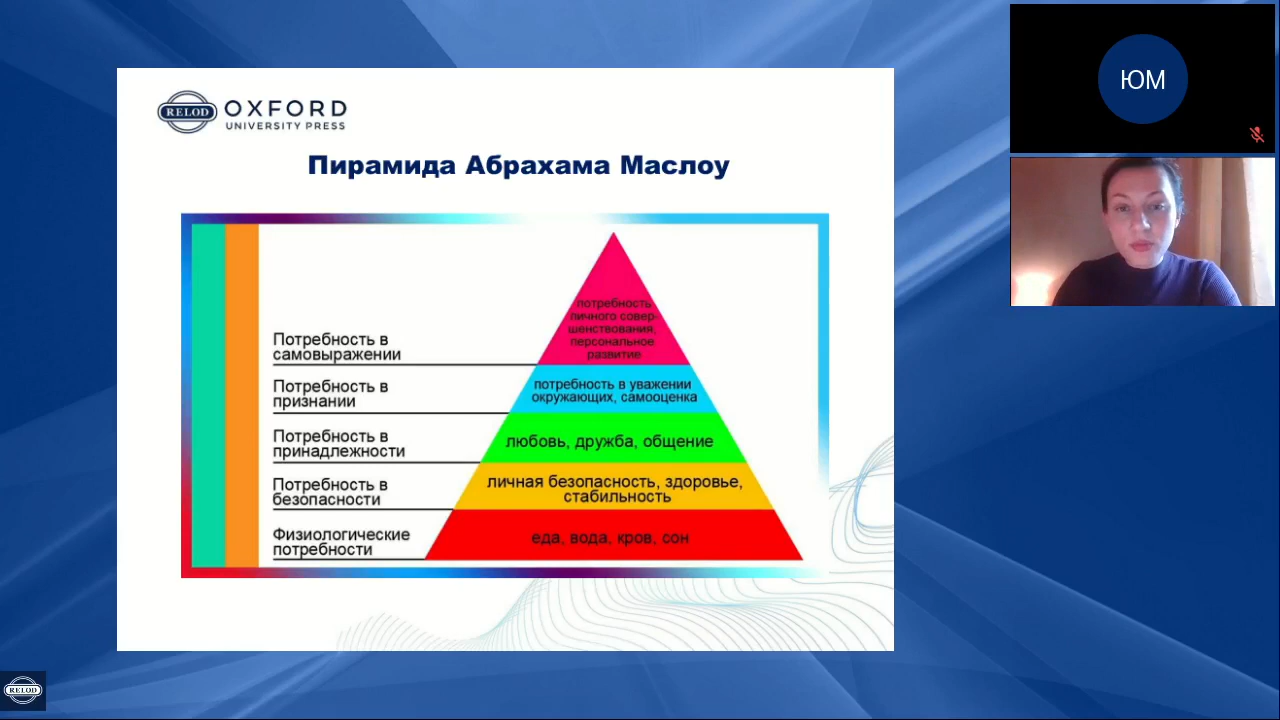 RELOD
OXFORD
UNIVERSITY PRESS
Пирамида Абрахама Маслоу
потребность
личного совер-
шенствования,
персональное
развитие
Потребность в
самовыражении
потребность в уважении
окружающих, самооценка
Потребность в
признании
любовь, дружба, общение
Потребность в
принадлежности
личная безопасность, здоровье,
стабильность
Потребность в
безопасности
еда, вода, кров, сон
Физиологические
потребности
ЮМ
RELOD